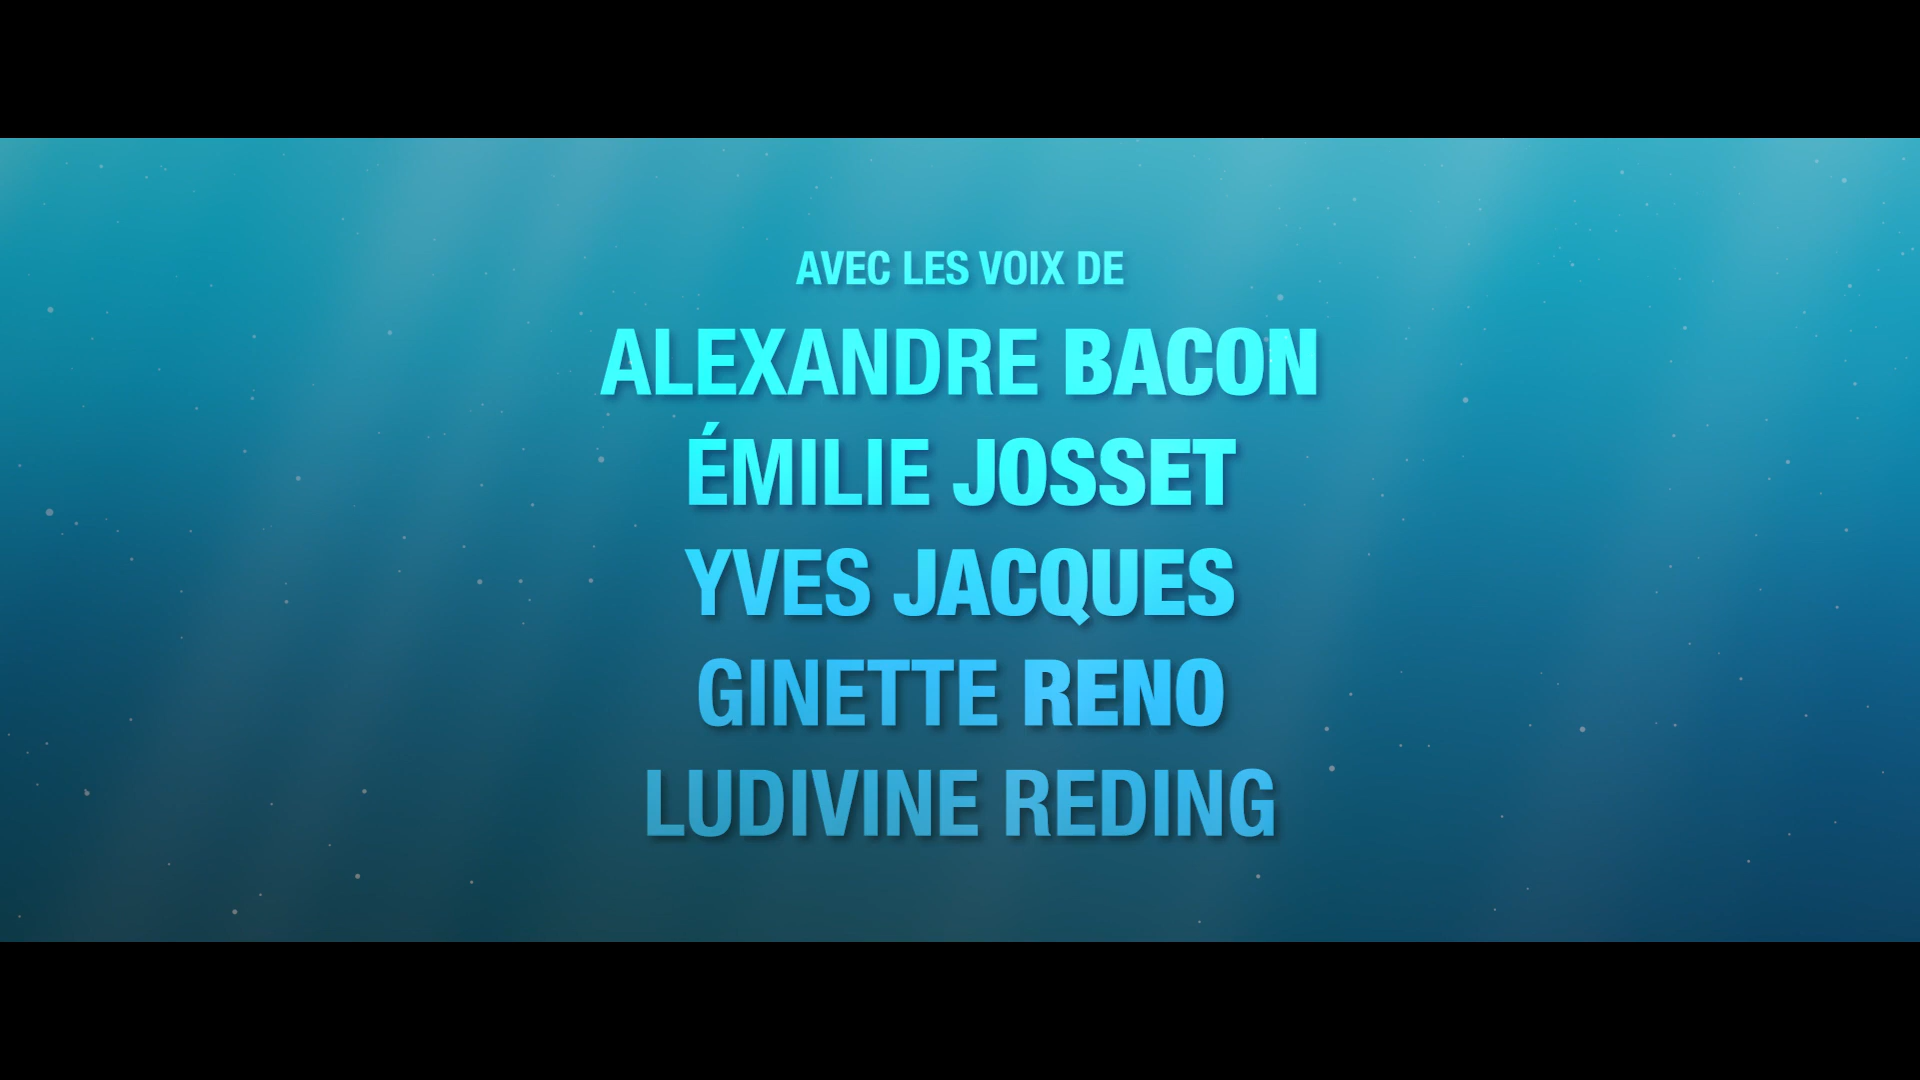 AVEC LES VOIX DE
ALEXANDRE BACON
ÉMILIE JOSSET
YVES JACQUES
GINETTE RENO
LUDIVINE REDING